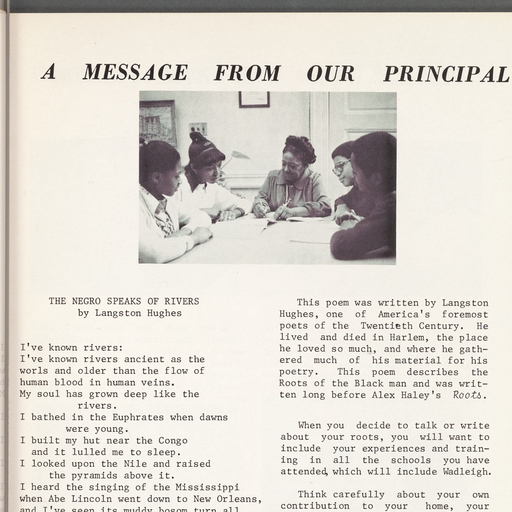 A MESSAGE FROM OUR PRINCIPAL
THE NEGRO SPEAKS OF RIVERS
by Langston Hughes
I've known rivers:
I've known rivers ancient as the
worls and older than the flow of
human blood in human veins.
My soul has grown deep like the
rivers.
I bathed in the Euphrates when dawns
were young.
I built my hut near the Congo
and it lulled me to sleep.
I looked upon the Nile and raised
the pyramids above it.
I heard the singing of the Mississippi
when Abe Lincoln went down to New Orleans,
and I've seen its muddy bosom turn all
This poem was written by Langston
Hughes, one of America's foremost
poets of the Twentieth Century. He
lived and died in Harlem, the place
he loved so much, and where he gath-
ered much of his material for his
poetry. This poem describes the
Roots of the Black man and was writ-
ten long before Alex Haley's Roots.
When you decide to talk or write
about your roots, you will want to
include your experiences and train-
ing in all the schools you have
attended, which will include Wadleigh.
Think carefully about your own
contribution to your home, your